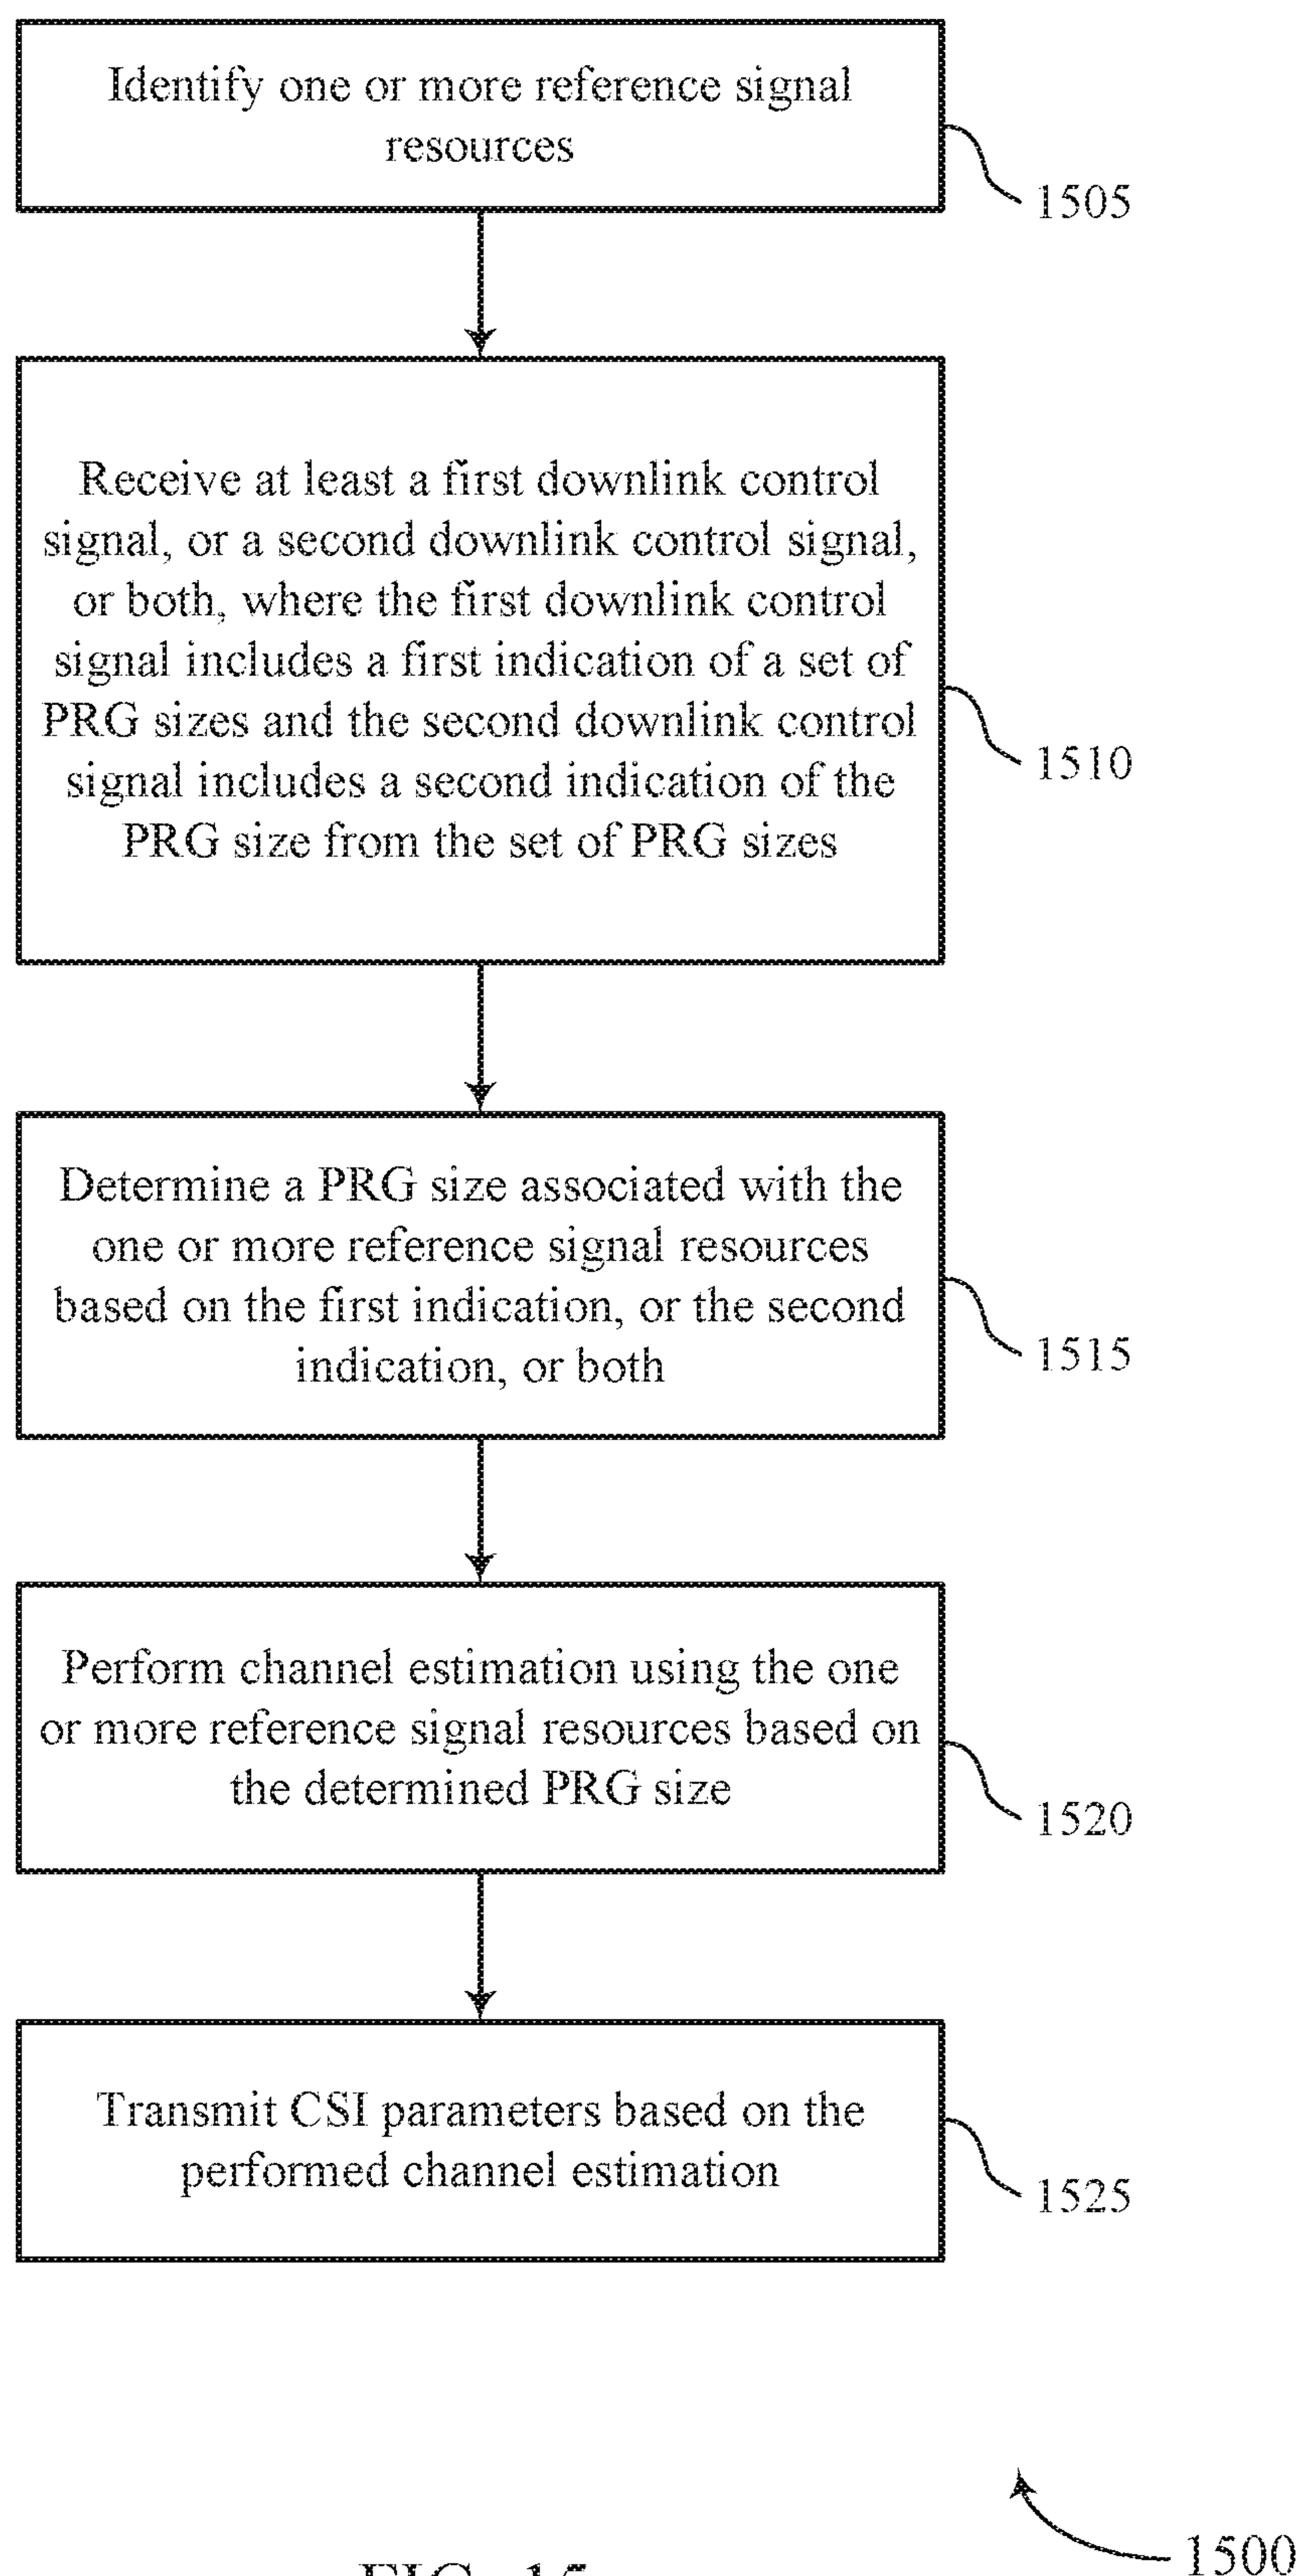 Identify one or more reference signal
resources
1505
Receive at least a first downlink control
signal, or a second downlink control signal,
or both, where the first downlink control
signal includes a first indication of a set of
PRG sizes and the second downlink control
signal includes a second indication of the
PRG size from the set of PRG sizes
1510
Determine a PRG size associated with the
one or more reference signal resources
based on the first indication, or the second
indication, or both
1515
Perform channel estimation using the one
or more reference signal resources based on
the determined PRG size
1520
Transmit CSI parameters based on the
performed channel estimation
1525
1500
FIG. 15